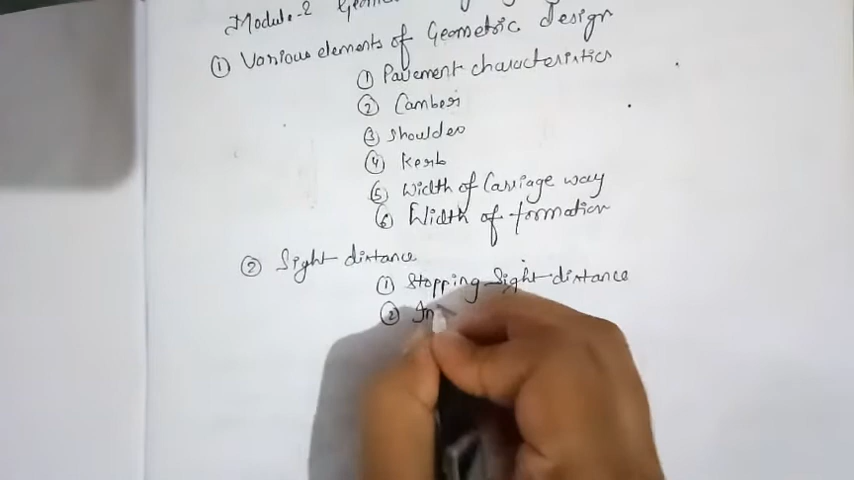 Module-2
① Various elements of Geometric design
① Pavement characteristics
② Camber
③ shoulder
④ Kerb
⑤ Width of Carriage way
⑥ Width of formation
② Sight distance
① Stopping Sight distance
② In